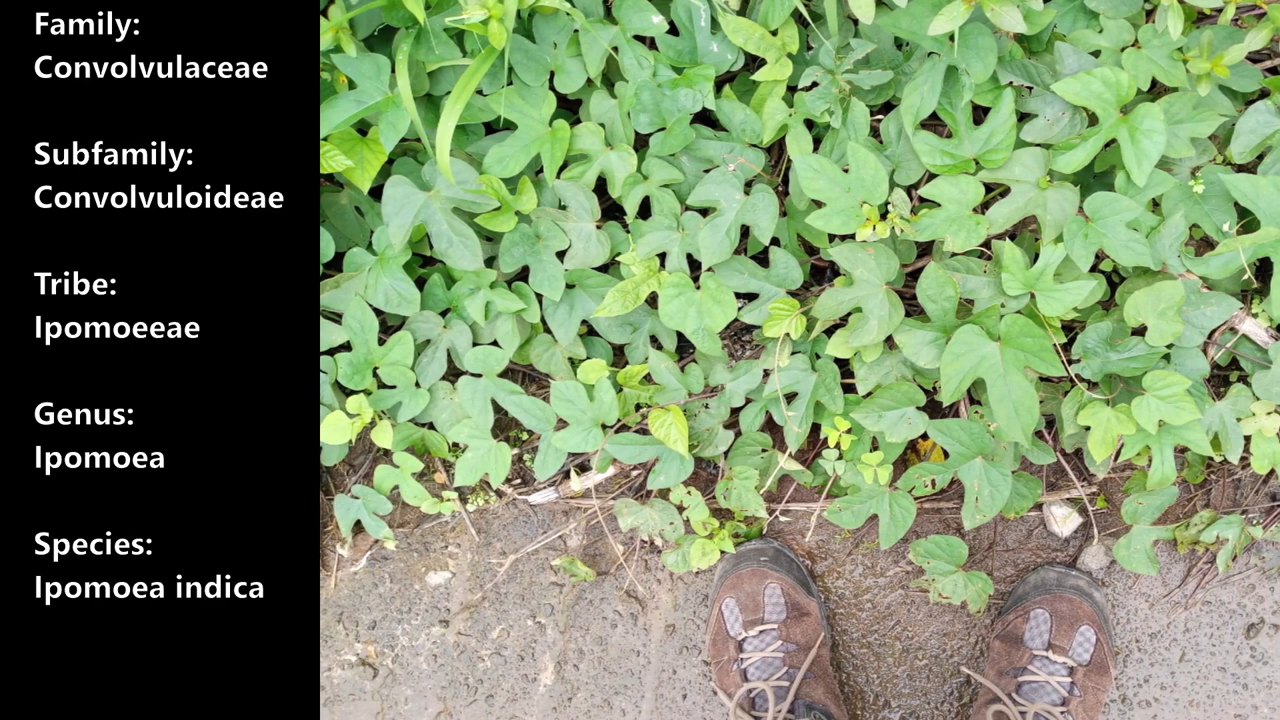 Family:
Convolvulaceae
Subfamily:
Convolvuloideae
Tribe:
Ipomoeeae
Genus:
Ipomoea
Species:
Ipomoea indica